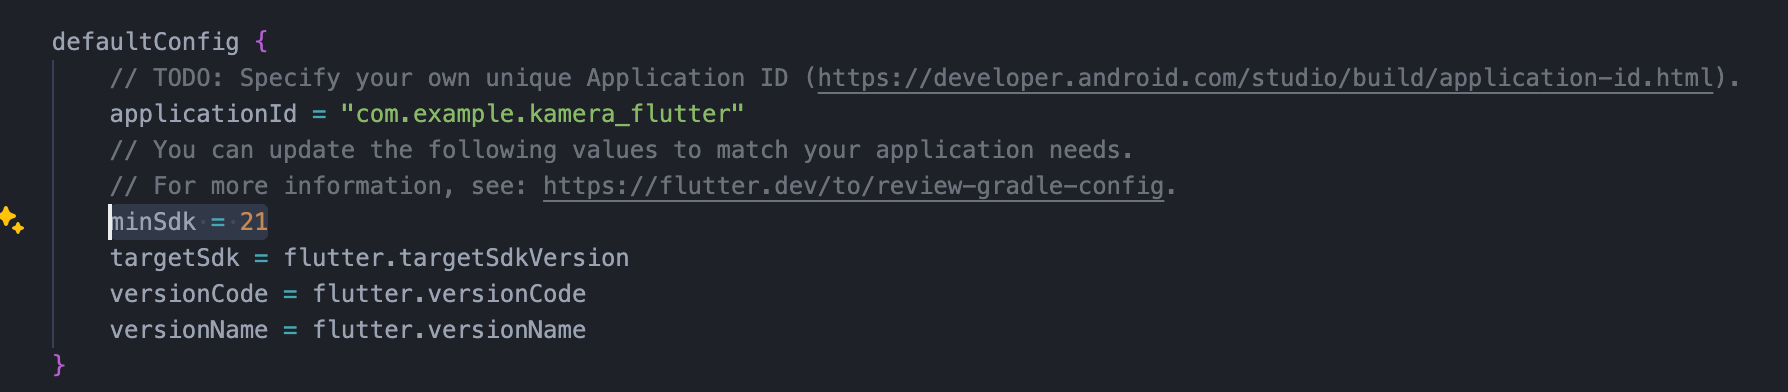 defaultConfig {
// TODO: Specify your own unique Application ID (https://developer.android.com/studio/build/application-id.html).
applicationId = "com.example.kamera_flutter"
// You can update the following values to match your application needs.
// For more information, see: https://flutter.dev/to/review-gradle-config.
minSdk = 21
targetSdk = flutter.targetSdkVersion
versionCode = flutter.versionCode
versionName = flutter.versionName
}